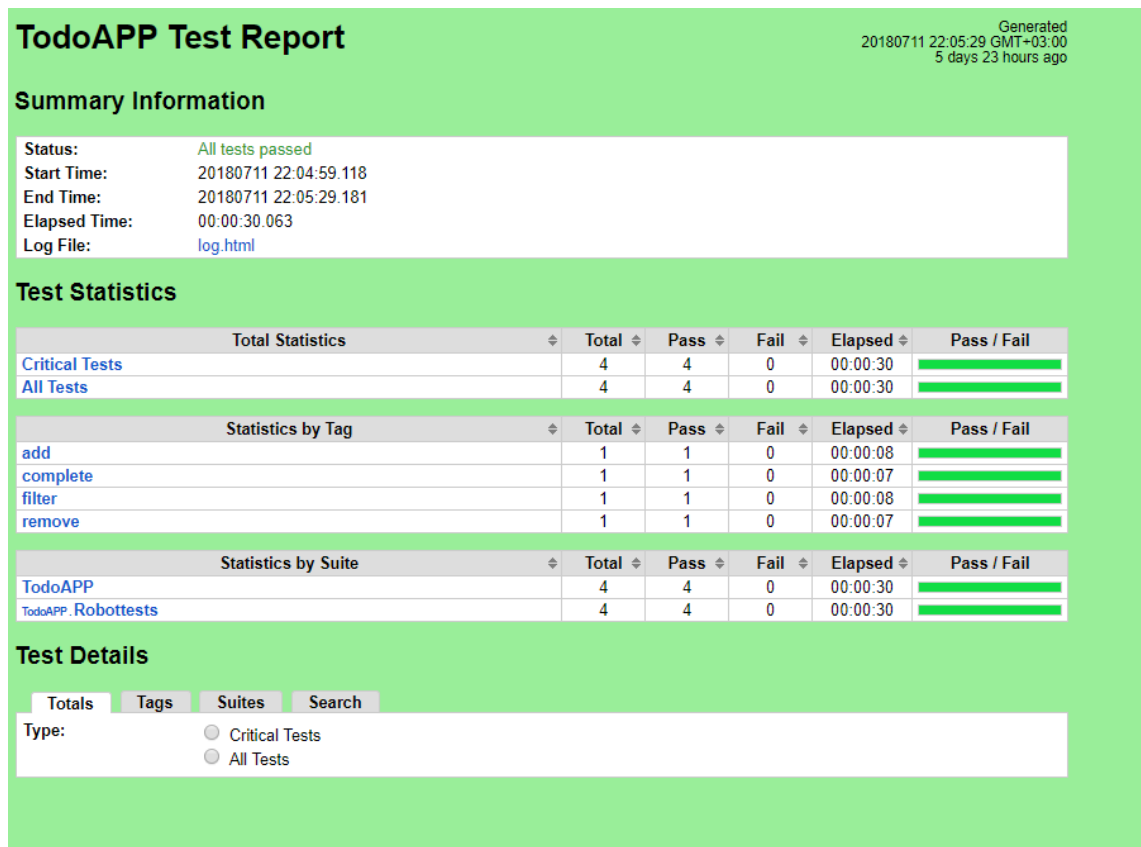 TodoAPP Test Report
Generated
20180711 22:05:29 GMT+03:00
5 days 23 hours ago
Summary Information
Status: All tests passed
Start Time: 20180711 22:04:59.118
End Time: 20180711 22:05:29.181
Elapsed Time: 00:00:30.063
Log File: log.html
Test Statistics
Total Statistics Total Pass Fail Elapsed Pass / Fail
Critical Tests 4 4 0 00:00:30
All Tests 4 4 0 00:00:30
Statistics by Tag Total Pass Fail Elapsed Pass / Fail
add 1 1 0 00:00:08
complete 1 1 0 00:00:07
filter 1 1 0 00:00:08
remove 1 1 0 00:00:07
Statistics by Suite Total Pass Fail Elapsed Pass / Fail
TodoAPP 4 4 0 00:00:30
TodoAPP . Robottests 4 4 0 00:00:30
Test Details
Totals Tags Suites Search
Type: Critical Tests
All Tests